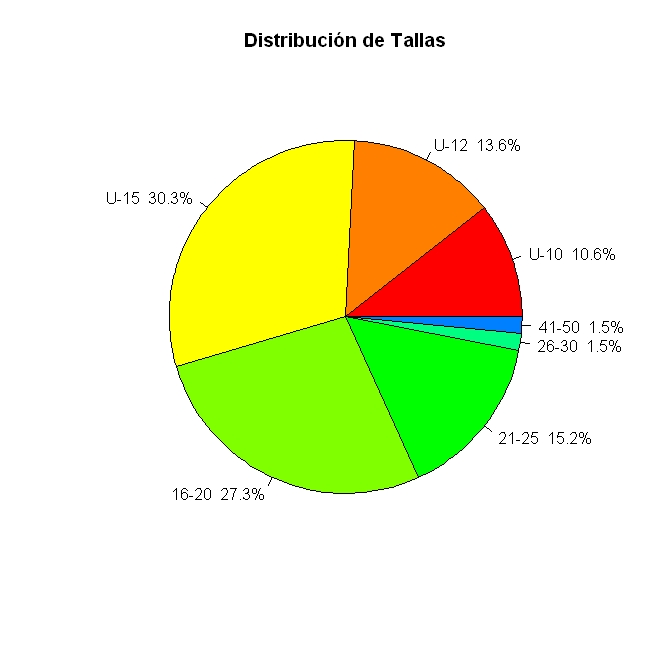 Distribución de Tallas
U-12 13.6%
U-15 30.3%
U-10 10.6%
41-50 1.5%
26-30 1.5%
21-25 15.2%
16-20 27.3%